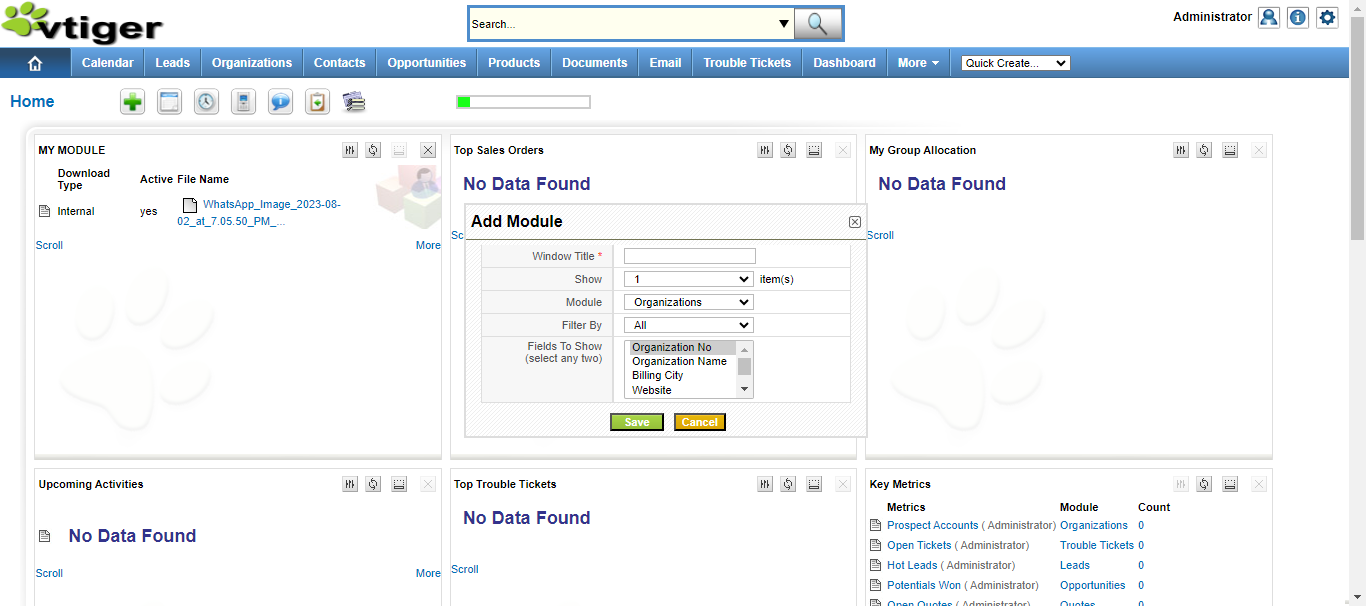 vtiger
Search...
Administrator
Calendar Leads Organizations Contacts Opportunities Products Documents Email Trouble Tickets Dashboard More Quick Create...
Home
MY MODULE
Download Type Active File Name
Internal yes WhatsApp_Image_2023-08-
02_at_7.05.50_PM_...
Scroll More
Top Sales Orders
No Data Found
My Group Allocation
No Data Found
Scroll
Add Module
Window Title *
Show 1 item(s)
Module Organizations
Filter By All
Fields To Show
(select any two)
Organization No
Organization Name
Billing City
Website
Save Cancel
Upcoming Activities
No Data Found
Scroll More
Top Trouble Tickets
No Data Found
Scroll
Key Metrics
Metrics Module Count
Prospect Accounts ( Administrator) Organizations 0
Open Tickets ( Administrator) Trouble Tickets 0
Hot Leads ( Administrator) Leads 0
Potentials Won ( Administrator) Opportunities 0
Open Quotes ( Administrator) Quotes 0